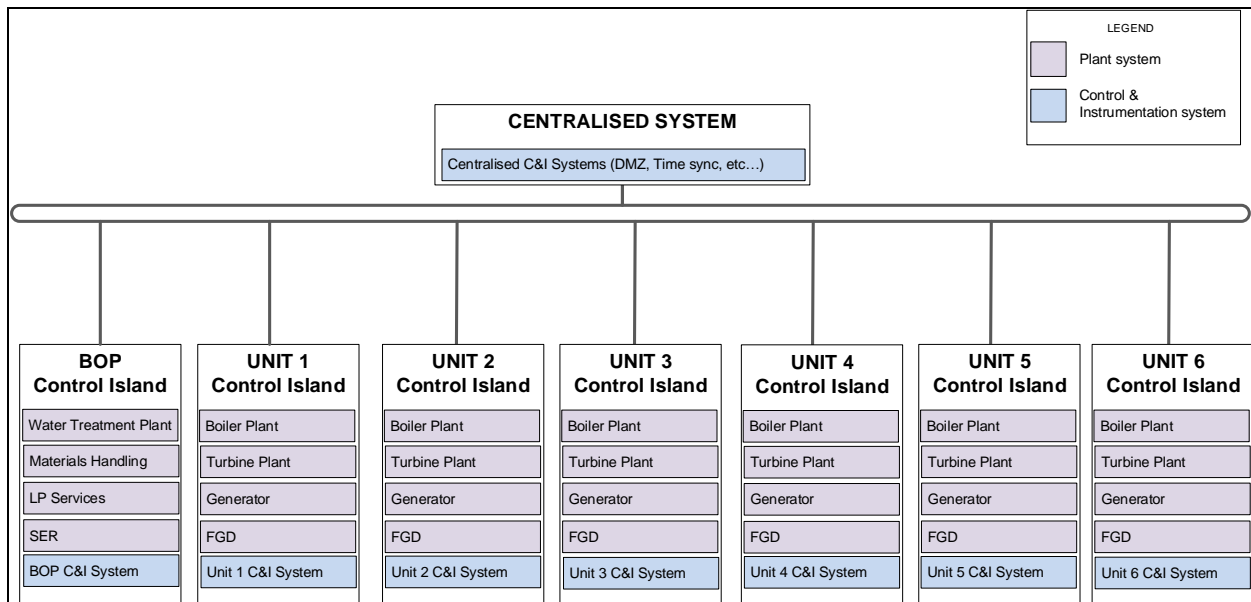 LEGEND
Plant system
Control &
Instrumentation system
CENTRALISED SYSTEM
Centralised C&I Systems (DMZ, Time sync, etc…)
BOP
Control Island
Water Treatment Plant
Materials Handling
LP Services
SER
BOP C&I System
UNIT 1
Control Island
Boiler Plant
Turbine Plant
Generator
FGD
Unit 1 C&I System
UNIT 2
Control Island
Boiler Plant
Turbine Plant
Generator
FGD
Unit 2 C&I System
UNIT 3
Control Island
Boiler Plant
Turbine Plant
Generator
FGD
Unit 3 C&I System
UNIT 4
Control Island
Boiler Plant
Turbine Plant
Generator
FGD
Unit 4 C&I System
UNIT 5
Control Island
Boiler Plant
Turbine Plant
Generator
FGD
Unit 5 C&I System
UNIT 6
Control Island
Boiler Plant
Turbine Plant
Generator
FGD
Unit 6 C&I System